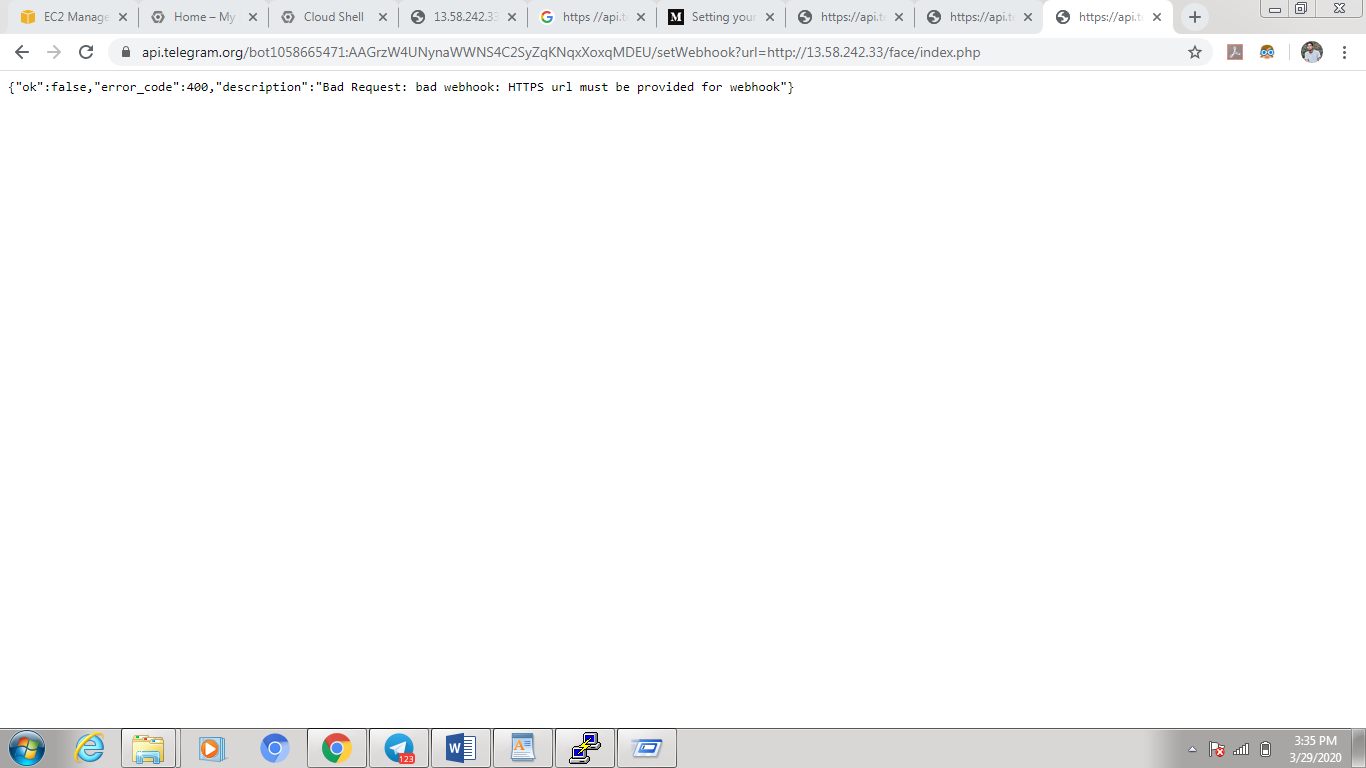 EC2 Manage
Home – My
Cloud Shell
13.58.242.33
https //api.t
Setting your
https://api.te
https://api.te
https://api.te
api.telegram.org/bot1058665471:AAGrzW4UNynaWWNS4C2SyZqKNqxXoxqMDEU/setWebhook?url=http://13.58.242.33/face/index.php
{"ok":false,"error_code":400,"description":"Bad Request: bad webhook: HTTPS url must be provided for webhook"}
123
3:35 PM
3/29/2020